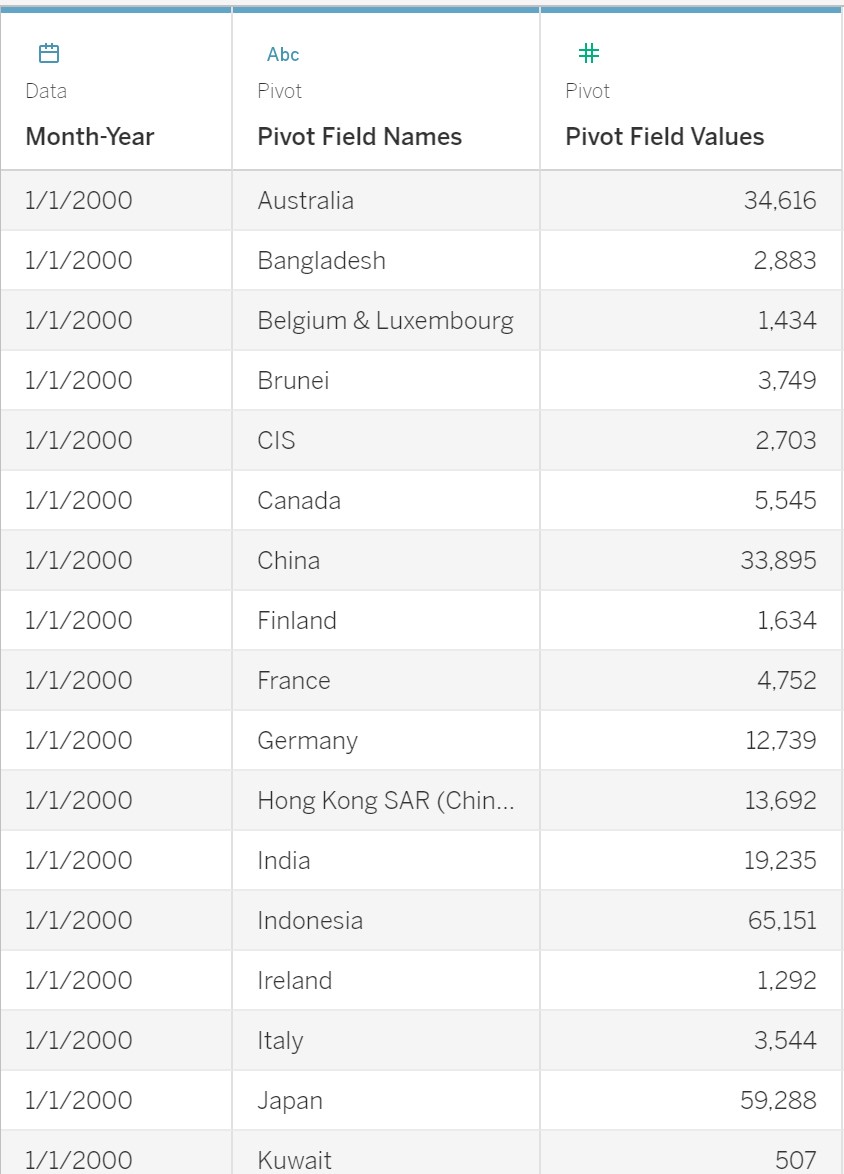 Abc
Data Pivot Pivot
Month-Year Pivot Field Names Pivot Field Values
1/1/2000 Australia 34,616
1/1/2000 Bangladesh 2,883
1/1/2000 Belgium & Luxembourg 1,434
1/1/2000 Brunei 3,749
1/1/2000 CIS 2,703
1/1/2000 Canada 5,545
1/1/2000 China 33,895
1/1/2000 Finland 1,634
1/1/2000 France 4,752
1/1/2000 Germany 12,739
1/1/2000 Hong Kong SAR (Chin...
13,692
1/1/2000 India 19,235
1/1/2000 Indonesia 65,151
1/1/2000 Ireland 1,292
1/1/2000 Italy 3,544
1/1/2000 Japan 59,288
1/1/2000 Kuwait 507